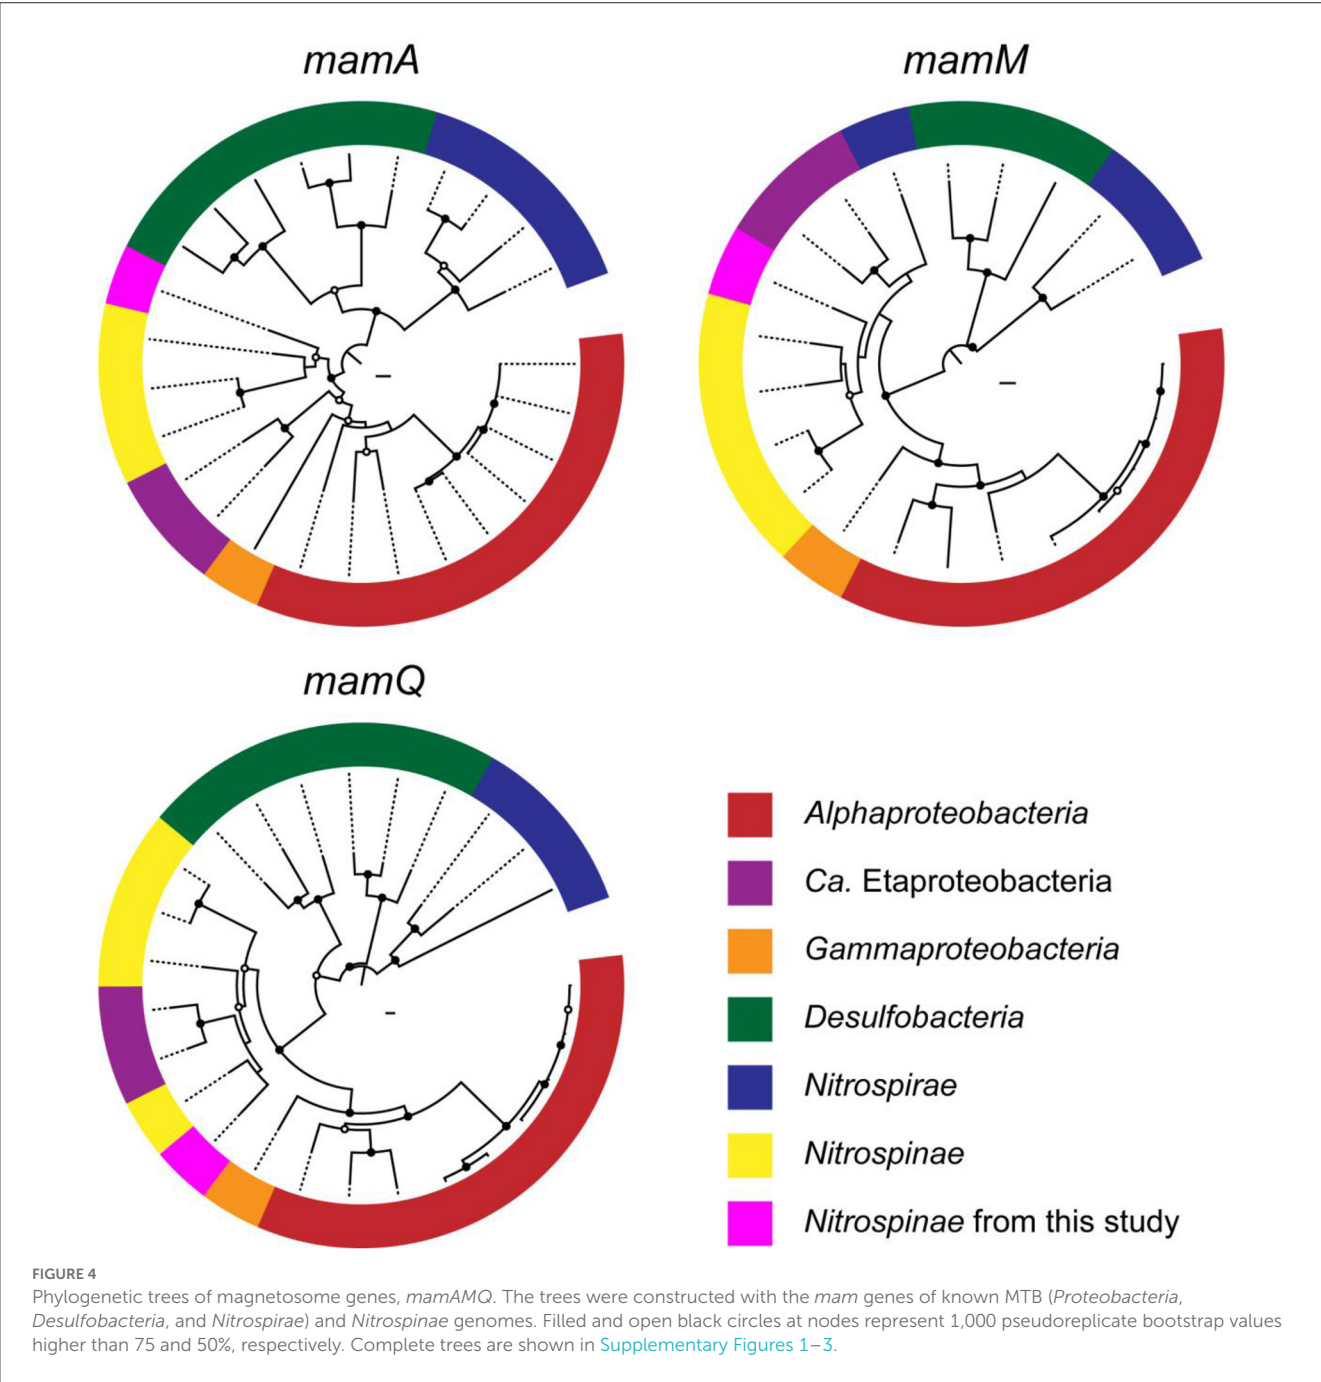 mamA
mamM
mamQ
Alphaproteobacteria
Ca. Etaproteobacteria
Gammaproteobacteria
Desulfobacteria
Nitrospirae
Nitrospinae
Nitrospinae from this study
FIGURE 4
Phylogenetic trees of magnetosome genes, mamAMQ. The trees were constructed with the mam genes of known MTB (Proteobacteria,
Desulfobacteria, and Nitrospirae) and Nitrospinae genomes. Filled and open black circles at nodes represent 1,000 pseudoreplicate bootstrap values
higher than 75 and 50%, respectively. Complete trees are shown in Supplementary Figures 1–3.